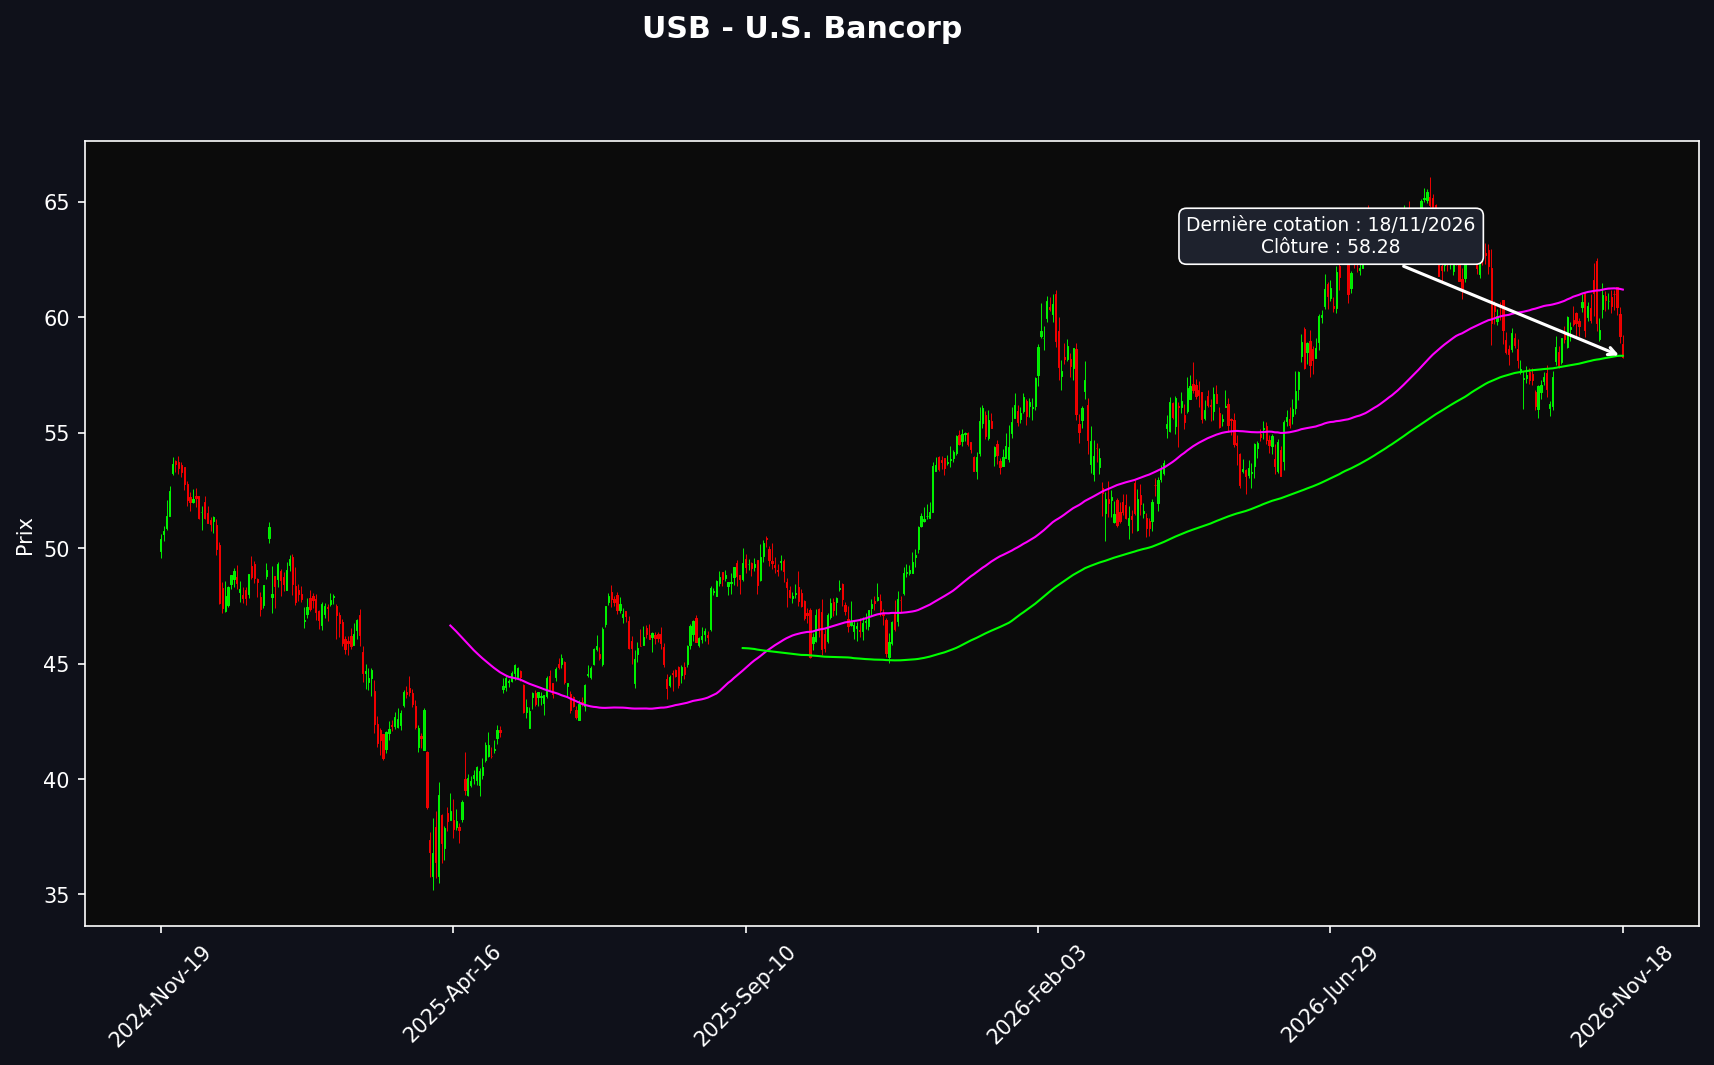 USB - U.S. Bancorp
Dernière cotation : 18/11/2026
Clôture : 58.28
Prix
65
60
55
50
45
40
35
2024-Nov-19
2025-Apr-16
2025-Sep-10
2026-Feb-03
2026-Jun-29
2026-Nov-18